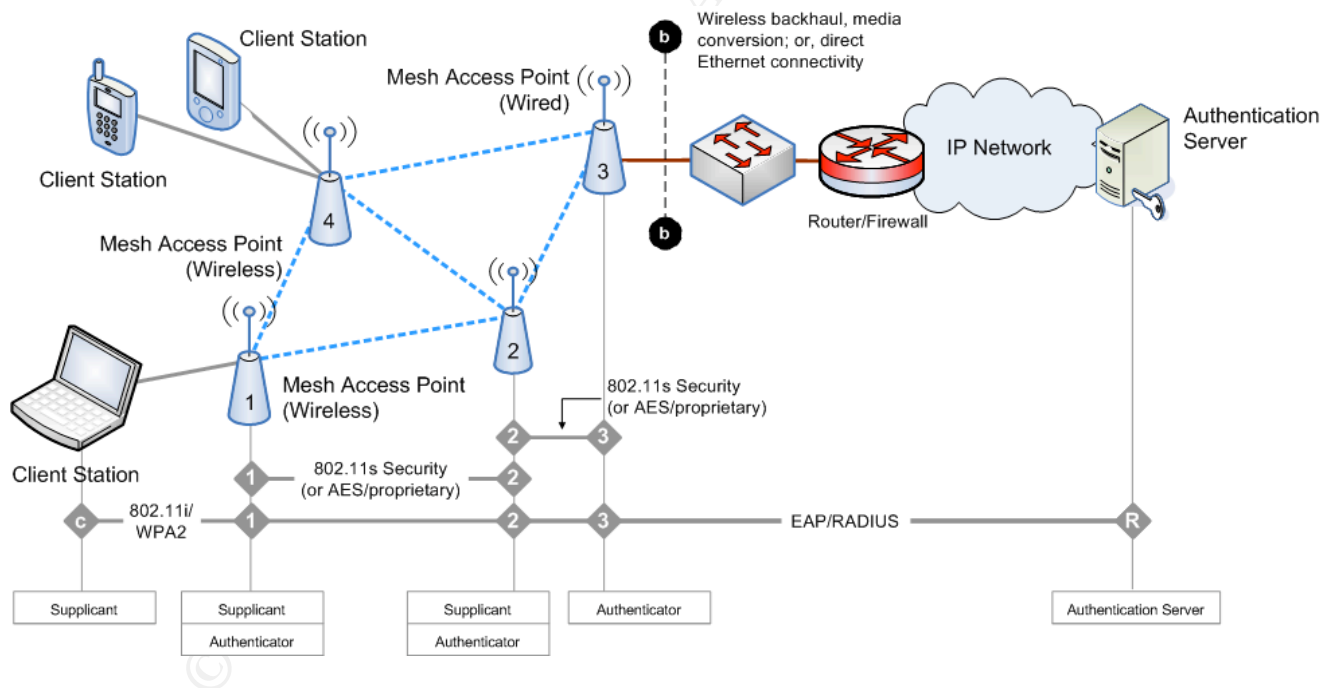 Client Station
Wireless backhaul, media
conversion; or, direct
Ethernet connectivity
b
Mesh Access Point
(Wired)
Authentication
Server
3
IP Network
Client Station
4
Router/Firewall
b
Mesh Access Point
(Wireless)
2
802.11s Security
(or AES/proprietary)
1
Mesh Access Point
(Wireless)
2
3
Client Station
1
802.11s Security
(or AES/proprietary)
2
c
802.11i/
WPA2
1
2
3
EAP/RADIUS
R
Supplicant
Supplicant
Authenticator
Supplicant
Authenticator
Authenticator
Authentication Server
©